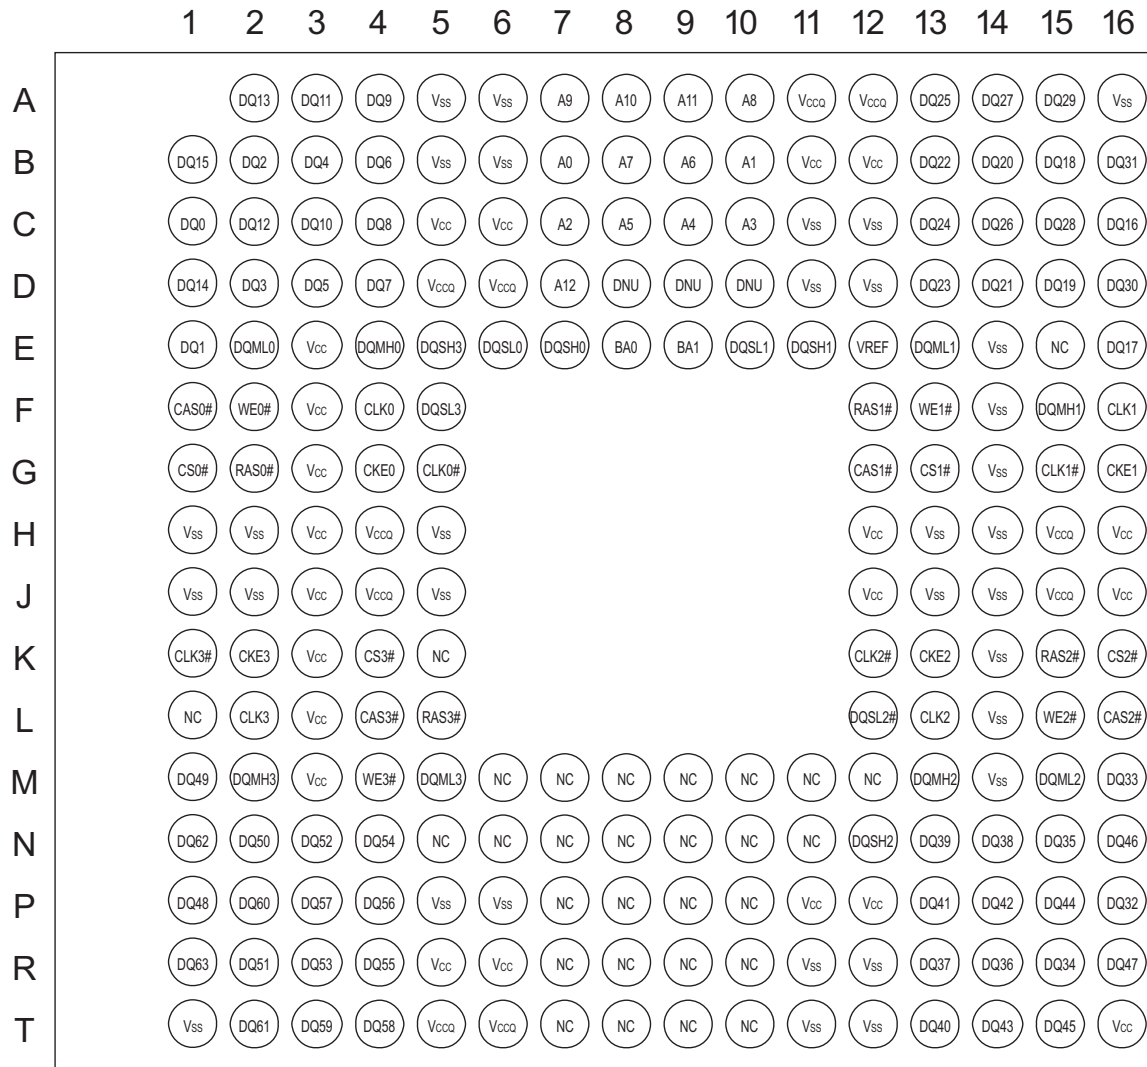 1 2 3 4 5 6 7 8 9 10 11 12 13 14 15 16
A DQ13 DQ11 DQ9 Vss Vss A9 A10 A11 A8 VccQ VccQ DQ25 DQ27 DQ29 Vss
B DQ15 DQ2 DQ4 DQ6 Vss Vss A0 A7 A6 A1 Vcc Vcc DQ22 DQ20 DQ18 DQ31
C DQ0 DQ12 DQ10 DQ8 Vcc Vcc A2 A5 A4 A3 Vss Vss DQ24 DQ26 DQ28 DQ16
D DQ14 DQ3 DQ5 DQ7 VccQ VccQ A12 DNU DNU DNU Vss Vss DQ23 DQ21 DQ19 DQ30
E DQ1 DQML0 Vcc DQMH0 DQSH3 DQSL0 DQSH0 BA0 BA1 DQSL1 DQSH1 VREF DQML1 Vss NC DQ17
F CAS0# WE0# Vcc CLK0 DQSL3 RAS1# WE1# Vss DQMH1 CLK1
G CS0# RAS0# Vcc CKE0 CLK0# CAS1# CS1# Vss CLK1# CKE1
H Vss Vss Vcc VccQ Vss Vcc Vss Vss VccQ Vcc
J Vss Vss Vcc VccQ Vss Vcc Vss Vss VccQ Vcc
K CLK3# CKE3 Vcc CS3# NC CLK2# CKE2 Vss RAS2# CS2#
L NC CLK3 Vcc CAS3# RAS3# DQSL2# CLK2 Vss WE2# CAS2#
M DQ49 DQMH3 Vcc WE3# DQML3 NC NC NC NC NC NC NC DQMH2 Vss DQML2 DQ33
N DQ62 DQ50 DQ52 DQ54 NC NC NC NC NC NC NC DQSH2 DQ39 DQ38 DQ35 DQ46
P DQ48 DQ60 DQ57 DQ56 Vss Vss NC NC NC NC Vcc Vcc DQ41 DQ42 DQ44 DQ32
R DQ63 DQ51 DQ53 DQ55 Vcc Vcc NC NC NC NC Vss Vss DQ37 DQ36 DQ34 DQ47
T Vss DQ61 DQ59 DQ58 VccQ VccQ NC NC NC NC Vss Vss DQ40 DQ43 DQ45 Vcc